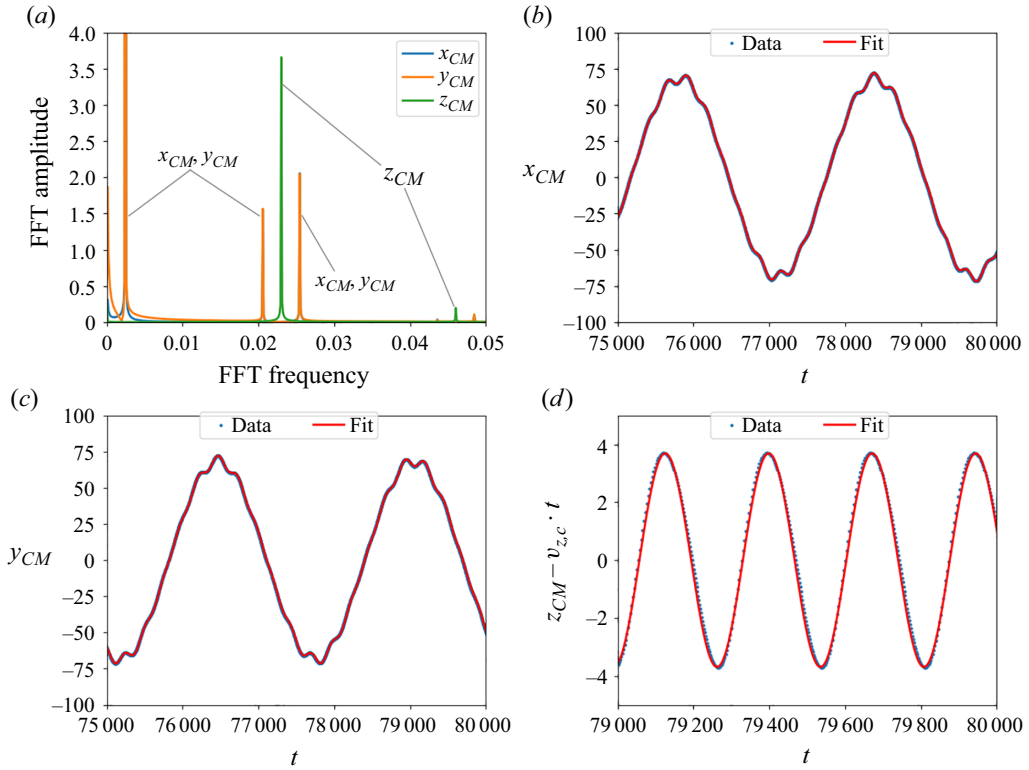 (a)
4.0
3.5
3.0
2.5
2.0
1.5
1.0
0.5
0
FFT amplitude
x_CM
y_CM
z_CM
x_CM, y_CM
z_CM
x_CM, y_CM
0 0.01 0.02 0.03 0.04 0.05
FFT frequency
(b)
100
75
50
25
0
−25
−50
−75
−100
x_CM
Data Fit
75 000 76 000 77 000 78 000 79 000 80 000
t
(c)
100
75
50
25
0
−25
−50
−75
−100
y_CM
Data Fit
75 000 76 000 77 000 78 000 79 000 80 000
t
(d)
4
2
0
−2
−4
z_CM − v_z,c · t
Data Fit
79 000 79 200 79 400 79 600 79 800 80 000
t